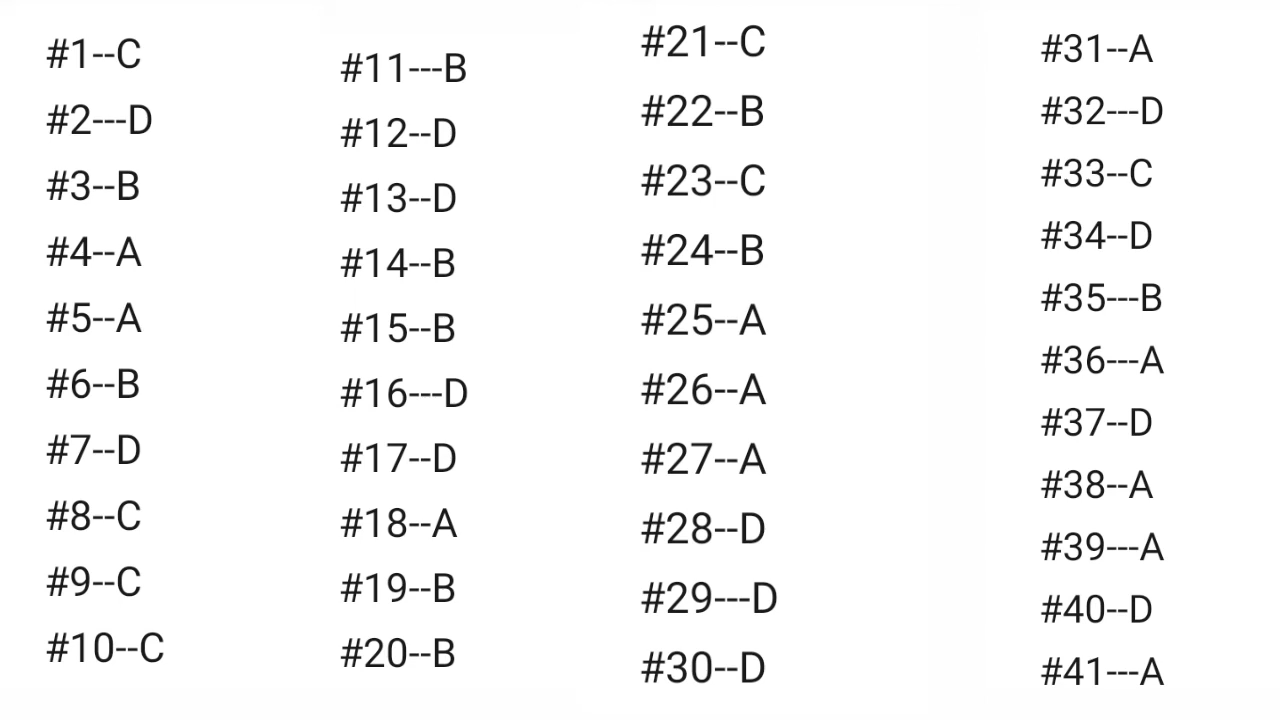 #1--C
#2---D
#3--B
#4--A
#5--A
#6--B
#7--D
#8--C
#9--C
#10--C
#11---B
#12--D
#13--D
#14--B
#15--B
#16---D
#17--D
#18--A
#19--B
#20--B
#21--C
#22--B
#23--C
#24--B
#25--A
#26--A
#27--A
#28--D
#29---D
#30--D
#31--A
#32---D
#33--C
#34--D
#35---B
#36---A
#37--D
#38--A
#39---A
#40--D
#41---A